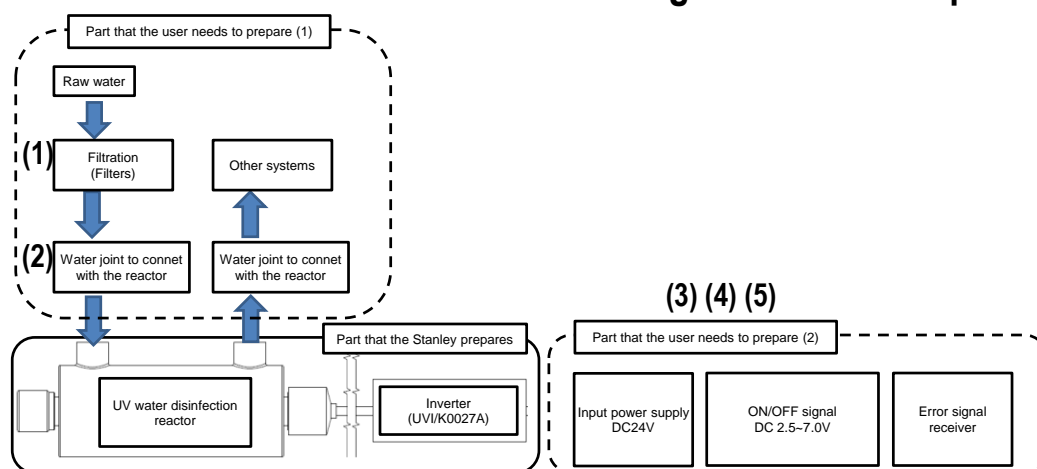 Part that the user needs to prepare (1)
Raw water
(1)
Filtration
(Filters)
Other systems
(2)
Water joint to connet
with the reactor
Water joint to connet
with the reactor
(3) (4) (5)
Part that the Stanley prepares
Part that the user needs to prepare (2)
UV water disinfection
reactor
Inverter
(UVI/K0027A)
Input power supply
DC24V
ON/OFF signal
DC 2.5~7.0V
Error signal
receiver